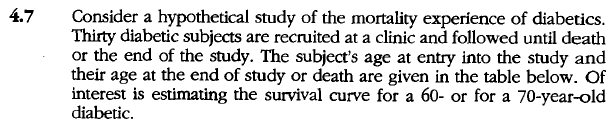 4.7 Consider a hypothetical study of the mortality experience of diabetics.
Thirty diabetic subjects are recruited at a clinic and followed until death
or the end of the study. The subject's age at entry into the study and
their age at the end of study or death are given in the table below. Of
interest is estimating the survival curve for a 60- or for a 70-year-old
diabetic.